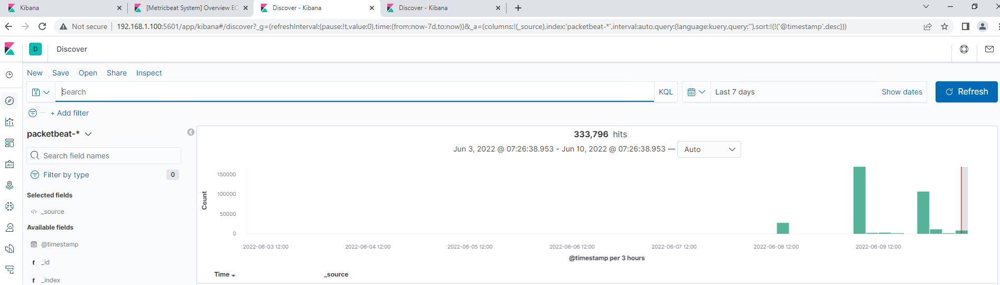 Kibana
[Metricbeat System] Overview EC
Discover - Kibana
Discover - Kibana
Not secure | 192.168.1.100:5601/app/kibana#/discover?_g=(refreshInterval:(pause:!t,value:0),time:(from:now-7d,to:now))&_a=(columns:!(_source),index:'packetbeat-*',interval:auto,query:(language:kuery,query:''),sort:!(!('@timestamp',desc)))
D
Discover
New Save Open Share Inspect
Search
KQL
Last 7 days
Show dates
Refresh
+ Add filter
packetbeat-*
Search field names
Filter by type 0
Selected fields
</> _source
Available fields
@timestamp
t _id
t _index
333,796 hits
Jun 3, 2022 @ 07:26:38.953 - Jun 10, 2022 @ 07:26:38.953 —
Auto
Count
150000
100000
50000
0
2022-06-03 12:00
2022-06-04 12:00
2022-06-05 12:00
2022-06-06 12:00
2022-06-07 12:00
2022-06-08 12:00
2022-06-09 12:00
@timestamp per 3 hours
Time
_source